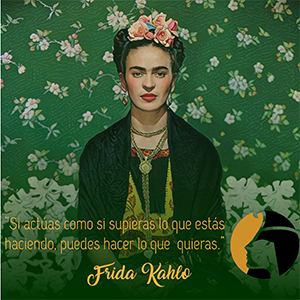 "Si actúas como si supieras lo que estás
haciendo, puedes hacer lo que quieras."
Frida Kahlo